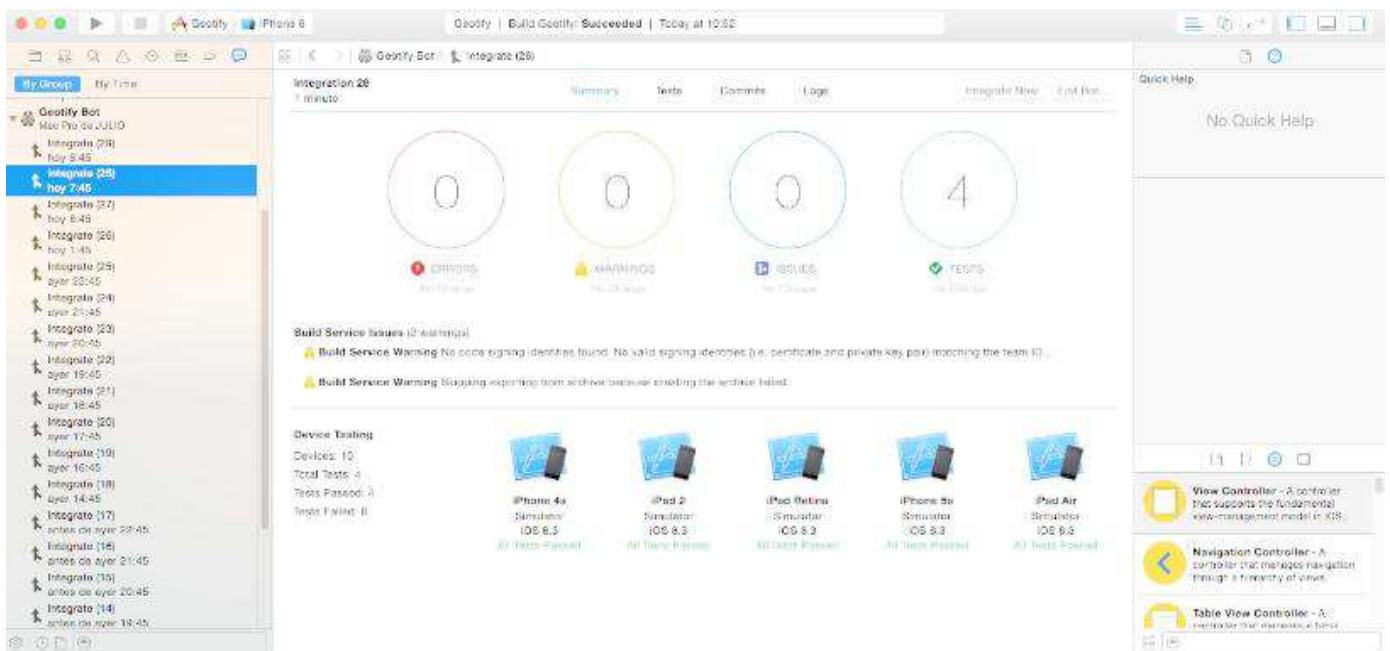 Geotify
iPhone 6
Geotify | Build Geotify: Succeeded | Today at 10:52
By Group
By Time
Geotify Bot
Integrate (28)
Geotify Bot
Mac Pro de JULIO
Integrate (29)
Integrate (28)
hoy 7:45
Integrate (27)
Integrate (26)
hoy 1:45
Integrate (25)
Integrate (24)
ayer 21:45
Integrate (23)
ayer 20:45
Integrate (22)
ayer 19:45
Integrate (21)
ayer 18:45
Integrate (20)
ayer 17:45
Integrate (19)
ayer 16:45
Integrate (18)
ayer 14:45
Integrate (17)
antes de ayer 22:45
Integrate (16)
antes de ayer 21:45
Integrate (15)
antes de ayer 20:45
Integrate (14)
antes de ayer 19:45
Integration 28
1 minuto
Summary
Tests
Commits
Logs
Integrate Now
Edit Bot...
0
0
0
4
ERRORS
WARNINGS
ISSUES
TESTS
No Change
No Change
No Change
No Change
Build Service Issues (2 warnings)
Build Service Warning No code signing identities found. No valid signing identities (i.e. certificate and private key pair) matching the team ID...
Build Service Warning Skipping exporting from archive because creating the archive failed.
Device Testing
Devices: 10
Total Tests: 4
Tests Passed: 4
Tests Failed: 0
iPhone 4s
Simulator
iOS 8.3
All Tests Passed
iPad 2
Simulator
iOS 8.3
All Tests Passed
iPad Retina
Simulator
iOS 8.3
All Tests Passed
iPhone 5s
Simulator
iOS 8.3
All Tests Passed
iPad Air
Simulator
iOS 8.3
All Tests Passed
Quick Help
No Quick Help
View Controller - A controller
that supports the fundamental
view-management model in iOS.
Navigation Controller - A
controller that manages navigation
through a hierarchy of views.
Table View Controller - A
controller that manages a table